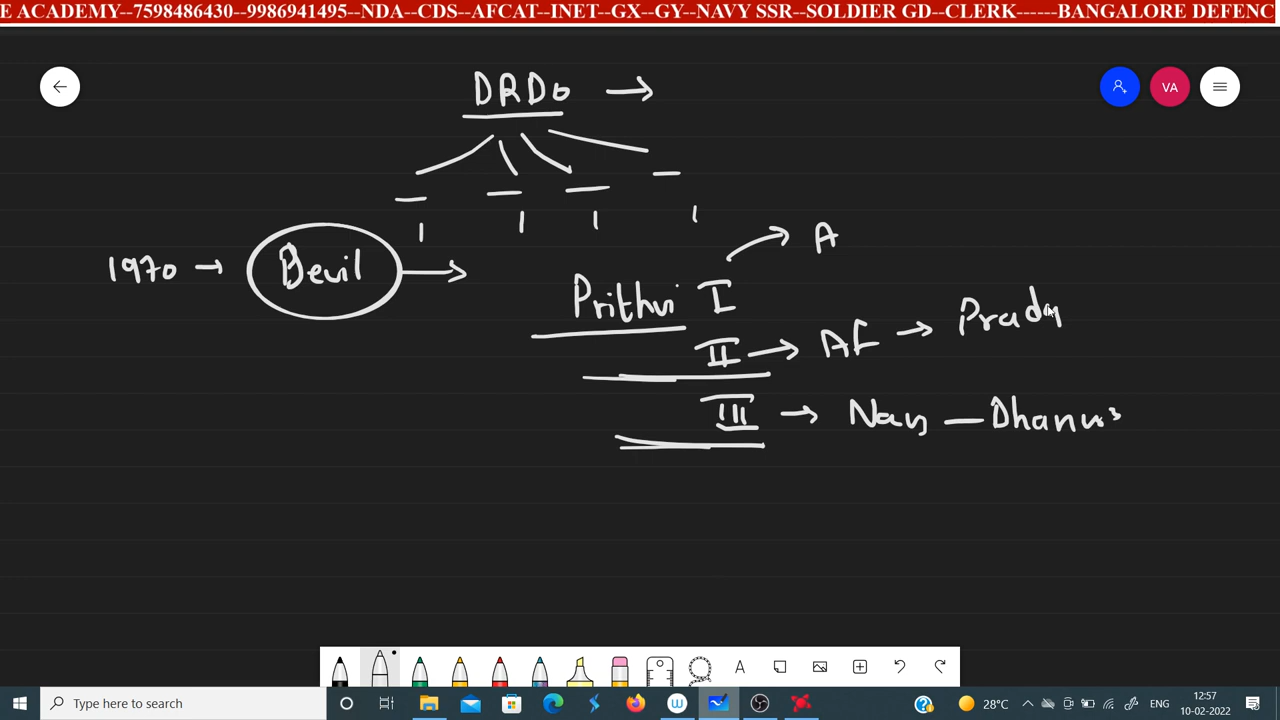 E ACADEMY--7598486430--9986941495--NDA--CDS--AFCAT--INET--GX--GY--NAVY SSR--SOLDIER GD--CLERK------BANGALORE DEFENC
DRDO →
VA
1970 → Devil →
Prithvi I → A
II → AF → Prady
III → Navy — Dhanus
A
Type here to search
28°C
ENG
12:57
10-02-2022